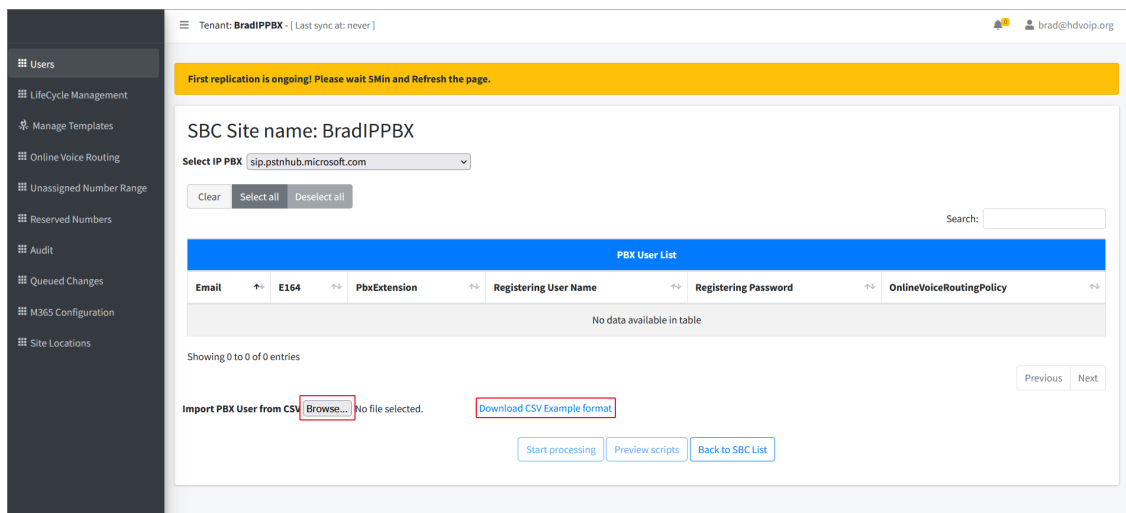 Tenant: BradIPPBX - [ Last sync at: never ]
0
brad@hdvoip.org
Users
LifeCycle Management
Manage Templates
Online Voice Routing
Unassigned Number Range
Reserved Numbers
Audit
Queued Changes
M365 Configuration
Site Locations
First replication is ongoing! Please wait 5Min and Refresh the page.
SBC Site name: BradIPPBX
Select IP PBX sip.pstnhub.microsoft.com
Clear Select all Deselect all
Search:
PBX User List
Email E164 PbxExtension Registering User Name Registering Password OnlineVoiceRoutingPolicy
No data available in table
Showing 0 to 0 of 0 entries
Previous Next
Import PBX User from CSV Browse... No file selected. Download CSV Example format
Start processing Preview scripts Back to SBC List